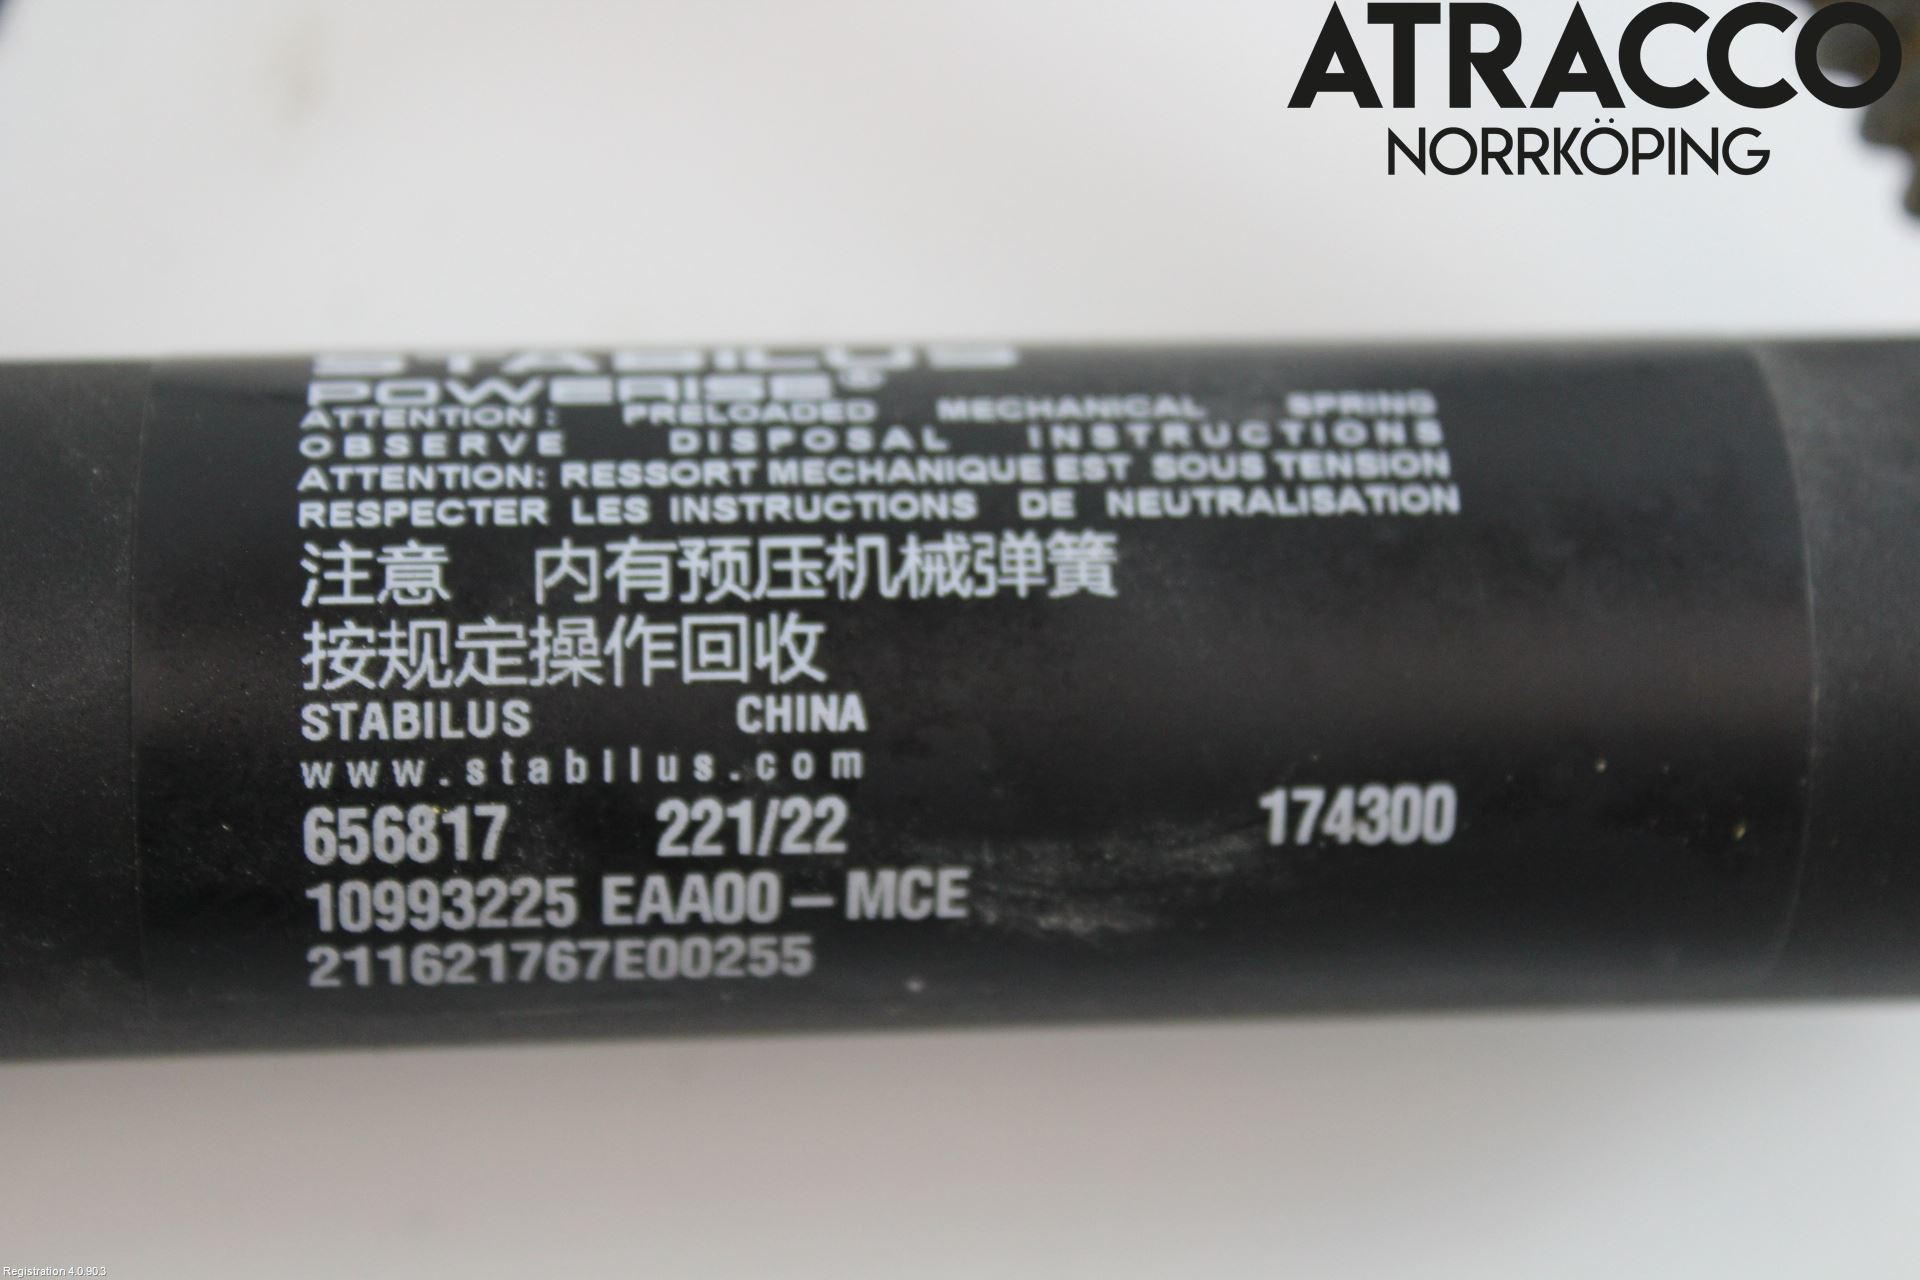 ATRACCO
NORRKÖPING
STABILUS
POWERISE®
ATTENTION: PRELOADED MECHANICAL SPRING
OBSERVE DISPOSAL INSTRUCTIONS
ATTENTION: RESSORT MECHANIQUE EST SOUS TENSION
RESPECTER LES INSTRUCTIONS DE NEUTRALISATION
注意 内有预压机械弹簧
按规定操作回收
STABILUS CHINA
www.stabilus.com
656817 221/22 174300
10993225 EAA00-MCE
211621767E00255
Registration 4.0.90.3